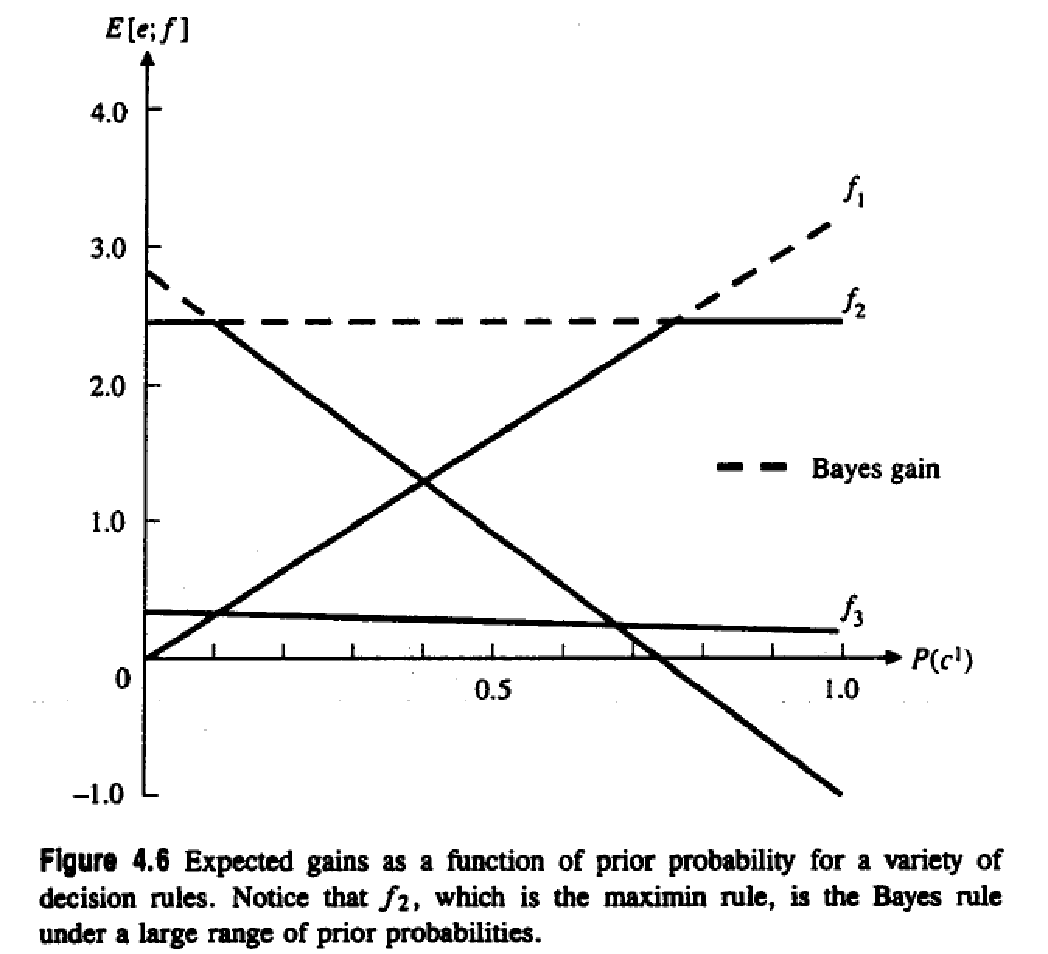 E[e; f]
4.0
f₁
3.0
f₂
2.0
Bayes gain
1.0
f₃
P(c¹)
0
0.5
1.0
–1.0
Figure 4.6 Expected gains as a function of prior probability for a variety of
decision rules. Notice that f₂, which is the maximin rule, is the Bayes rule
under a large range of prior probabilities.